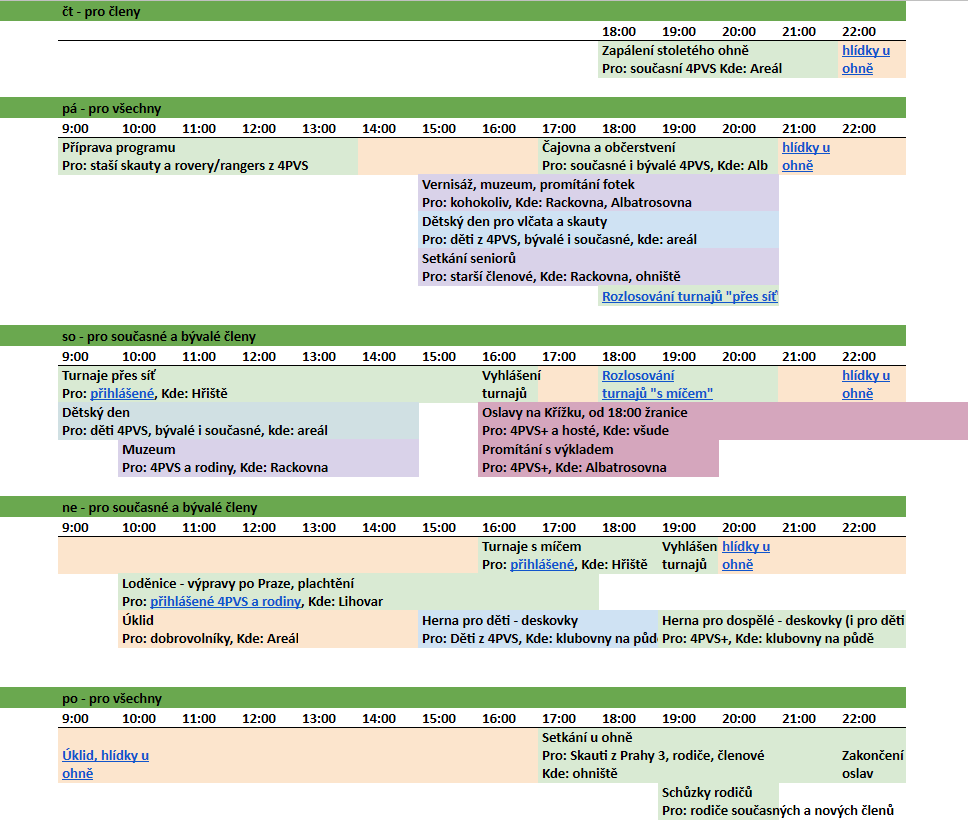 čt - pro členy
18:00 19:00 20:00 21:00 22:00
Zapálení stoletého ohně
Pro: současní 4PVS Kde: Areál
hlídky u
ohně
pá - pro všechny
9:00 10:00 11:00 12:00 13:00 14:00 15:00 16:00 17:00 18:00 19:00 20:00 21:00 22:00
Příprava programu
Pro: staší skauty a rovery/rangers z 4PVS
Čajovna a občerstvení
Pro: současné i bývalé 4PVS, Kde: Alb
hlídky u
ohně
Vernisáž, muzeum, promítání fotek
Pro: kohokoliv, Kde: Rackovna, Albatrosovna
Dětský den pro vlčata a skauty
Pro: děti z 4PVS, bývalé i současné, kde: areál
Setkání seniorů
Pro: starší členové, Kde: Rackovna, ohniště
Rozlosování turnajů "přes síť
so - pro současné a bývalé členy
9:00 10:00 11:00 12:00 13:00 14:00 15:00 16:00 17:00 18:00 19:00 20:00 21:00 22:00
Turnaje přes síť
Pro: přihlášené, Kde: Hřiště
Vyhlášení
turnajů
Rozlosování
turnajů "s míčem"
hlídky u
ohně
Dětský den
Pro: děti 4PVS, bývalé i současné, kde: areál
Oslavy na Křížku, od 18:00 žranice
Pro: 4PVS+ a hosté, Kde: všude
Muzeum
Pro: 4PVS a rodiny, Kde: Rackovna
Promítání s výkladem
Pro: 4PVS+, Kde: Albatrosovna
ne - pro současné a bývalé členy
9:00 10:00 11:00 12:00 13:00 14:00 15:00 16:00 17:00 18:00 19:00 20:00 21:00 22:00
Turnaje s míčem
Pro: přihlášené, Kde: Hřiště
Vyhlášen
turnajů
hlídky u
ohně
Loděnice - výpravy po Praze, plachtění
Pro: přihlášené 4PVS a rodiny, Kde: Lihovar
Úklid
Pro: dobrovolníky, Kde: Areál
Herna pro děti - deskovky
Pro: Děti z 4PVS, Kde: klubovny na půd
Herna pro dospělé - deskovky (i pro děti
Pro: 4PVS+, Kde: klubovny na půdě
po - pro všechny
9:00 10:00 11:00 12:00 13:00 14:00 15:00 16:00 17:00 18:00 19:00 20:00 21:00 22:00
Úklid, hlídky u
ohně
Setkání u ohně
Pro: Skauti z Prahy 3, rodiče, členové
Kde: ohniště
Zakončení
oslav
Schůzky rodičů
Pro: rodiče současných a nových členů